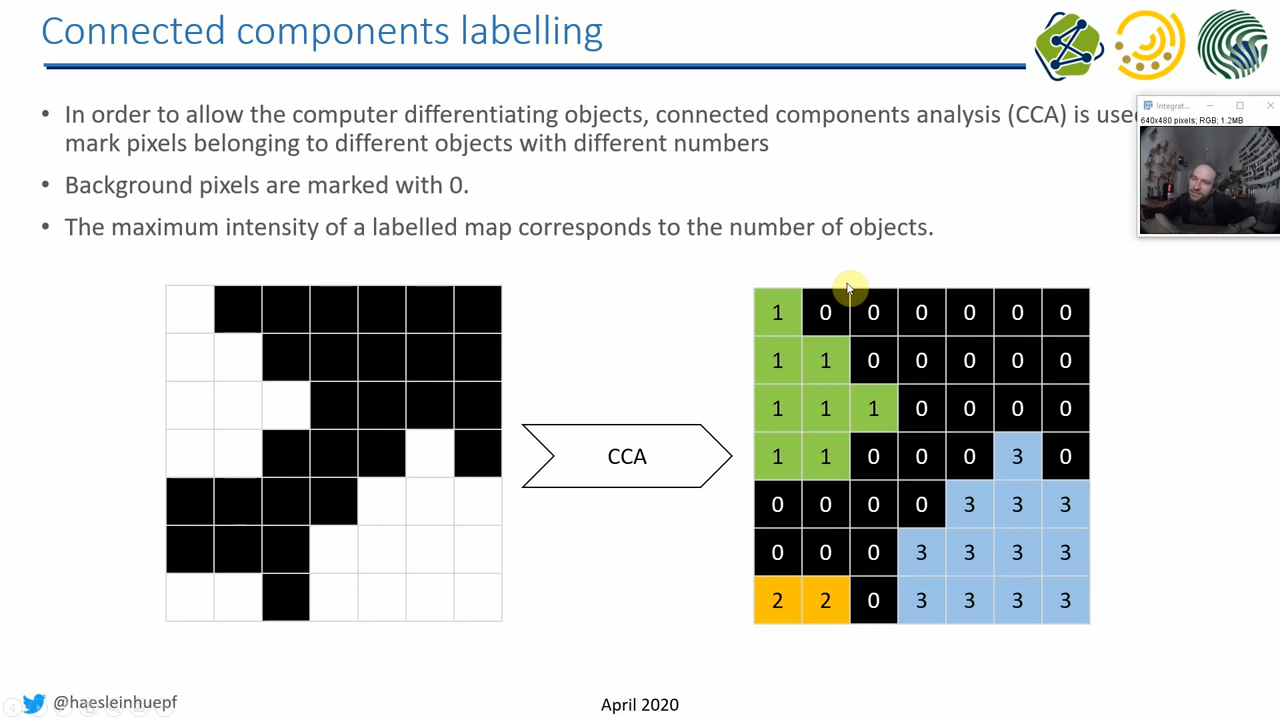 Connected components labelling
• In order to allow the computer differentiating objects, connected components analysis (CCA) is
mark pixels belonging to different objects with different numbers
• Background pixels are marked with 0.
• The maximum intensity of a labelled map corresponds to the number of objects.
Integrat...
640x480 pixels; RGB; 1.2MB
CCA
1 0 0 0 0 0 0
1 1 0 0 0 0 0
1 1 1 0 0 0 0
1 1 0 0 0 3 0
0 0 0 0 3 3 3
0 0 0 3 3 3 3
2 2 0 3 3 3 3
@haesleinhuepf
April 2020